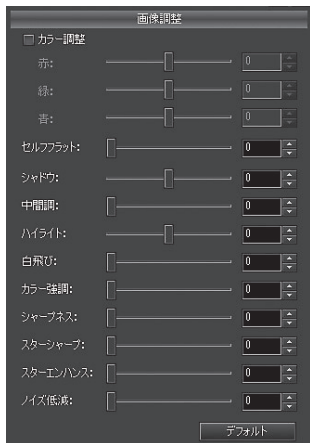 画像調整
カラー調整
赤: 0
緑: 0
青: 0
セルフフラット: 0
シャドウ: 0
中間調: 0
ハイライト: 0
白飛び: 0
カラー強調: 0
シャープネス: 0
スターシャープ: 0
スターエンハンス: 0
ノイズ低減: 0
デフォルト